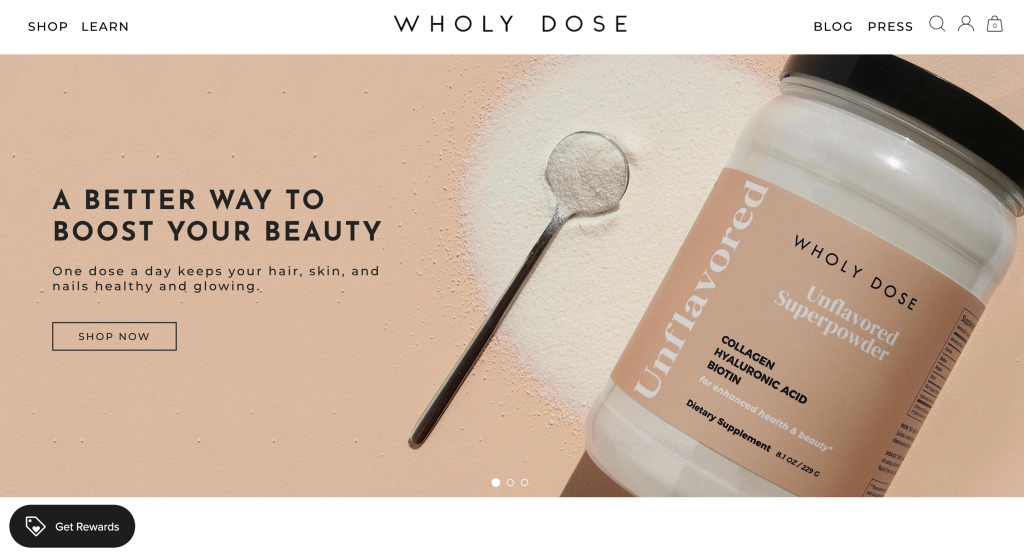 SHOP LEARN
WHOLY DOSE
BLOG PRESS
0
A BETTER WAY TO
BOOST YOUR BEAUTY
One dose a day keeps your hair, skin, and
nails healthy and glowing.
SHOP NOW
Unflavored
WHOLY DOSE
Unflavored
Superpowder
COLLAGEN
HYALURONIC ACID
BIOTIN
for enhanced health & beauty*
Dietary Supplement 8.1 OZ / 229 G
Get Rewards